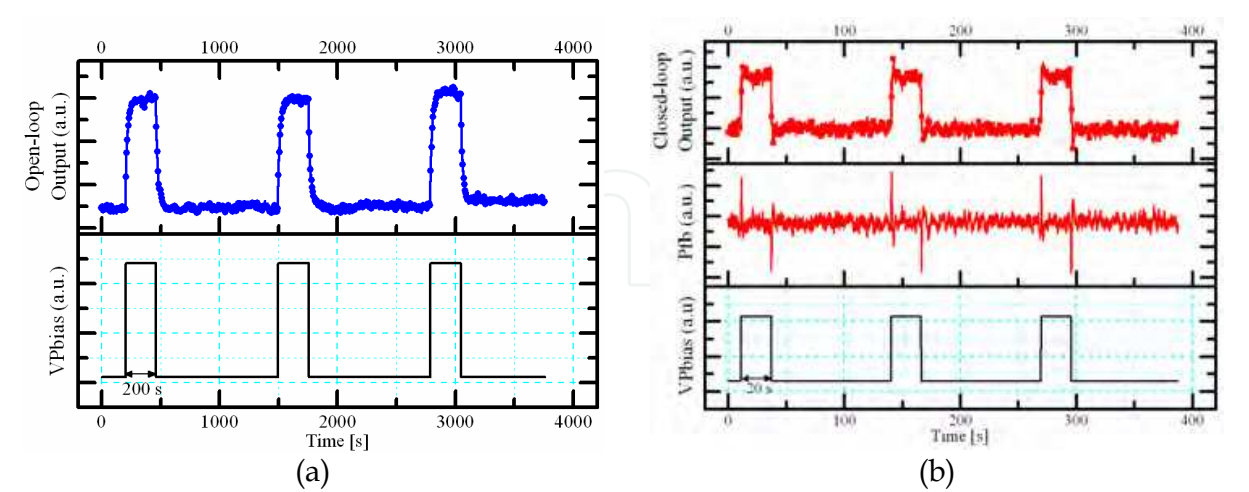 0 1000 2000 3000 4000
Open-loop
Output (a.u.)
VPbias (a.u.)
200 s
0 1000 2000 3000 4000
Time [s]
(a)
0 100 200 300 400
Closed-loop
Output (a.u.)
Pfb (a.u.)
VPbias (a.u)
20 s
0 100 200 300 400
Time [s]
(b)